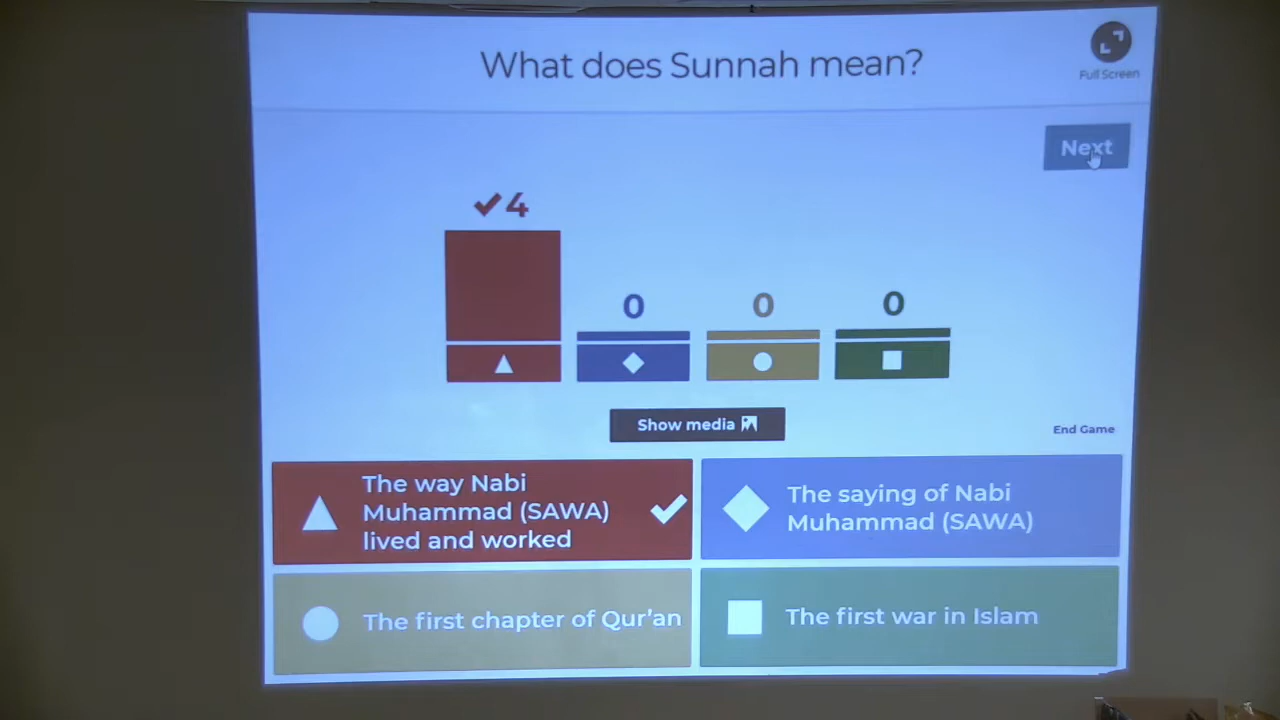 What does Sunnah mean?
Full Screen
Next
4
0
0
0
Show media
End Game
The way Nabi
Muhammad (SAWA)
lived and worked
The saying of Nabi
Muhammad (SAWA)
The first chapter of Qur'an
The first war in Islam